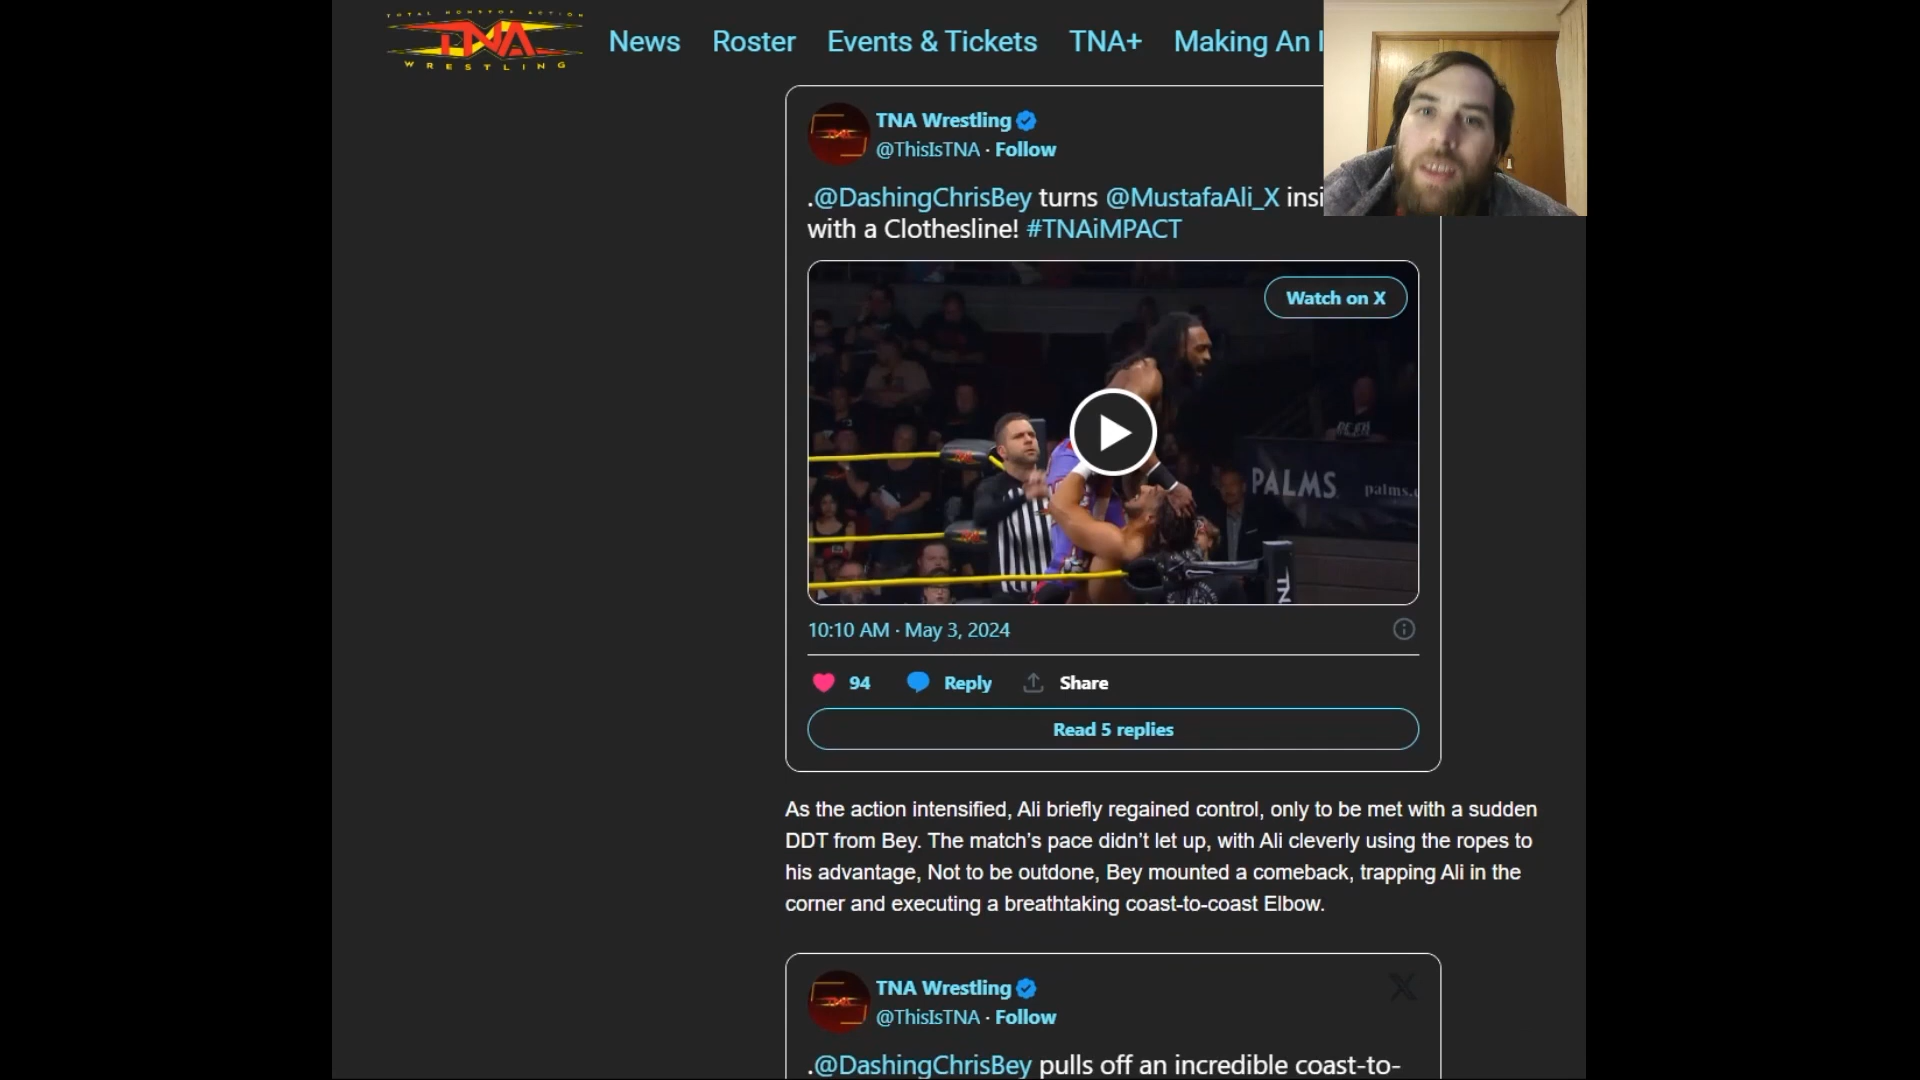 TOTAL NONSTOP ACTION
TNA
WRESTLING
News Roster Events & Tickets TNA+ Making An
TNA Wrestling
@ThisIsTNA · Follow
.@DashingChrisBey turns @MustafaAli_X insi
with a Clothesline! #TNAiMPACT
Watch on X
PALMS
palms.
10:10 AM · May 3, 2024
94 Reply Share
Read 5 replies
As the action intensified, Ali briefly regained control, only to be met with a sudden
DDT from Bey. The match’s pace didn’t let up, with Ali cleverly using the ropes to
his advantage, Not to be outdone, Bey mounted a comeback, trapping Ali in the
corner and executing a breathtaking coast-to-coast Elbow.
TNA Wrestling
@ThisIsTNA · Follow
.@DashingChrisBey pulls off an incredible coast-to-